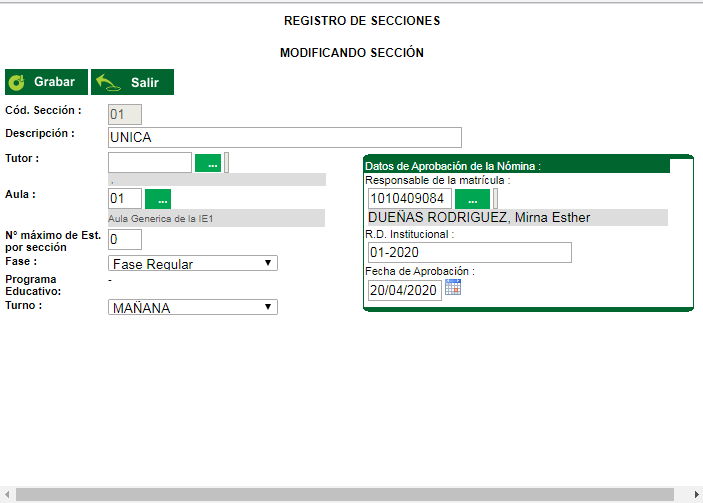 REGISTRO DE SECCIONES
MODIFICANDO SECCIÓN
Grabar Salir
Cód. Sección : 01
Descripción : UNICA
Tutor : ...
,
Aula : 01 ...
Aula Generica de la IE1
Nº máximo de Est. por sección 0
Fase : Fase Regular
Programa Educativo: -
Turno : MAÑANA
Datos de Aprobación de la Nómina :
Responsable de la matrícula :
1010409084 ...
DUEÑAS RODRIGUEZ, Mirna Esther
R.D. Institucional :
01-2020
Fecha de Aprobación :
20/04/2020